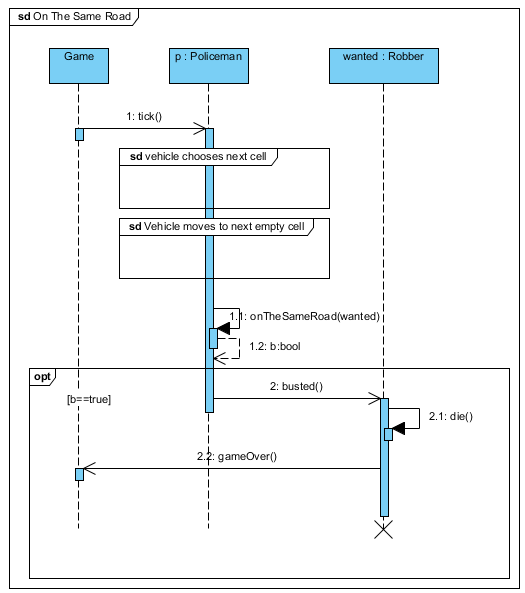 sd On The Same Road
Game
p : Policeman
wanted : Robber
1: tick()
sd vehicle chooses next cell
sd Vehicle moves to next empty cell
1.1: onTheSameRoad(wanted)
1.2: b:bool
opt
[b==true]
2: busted()
2.1: die()
2.2: gameOver()